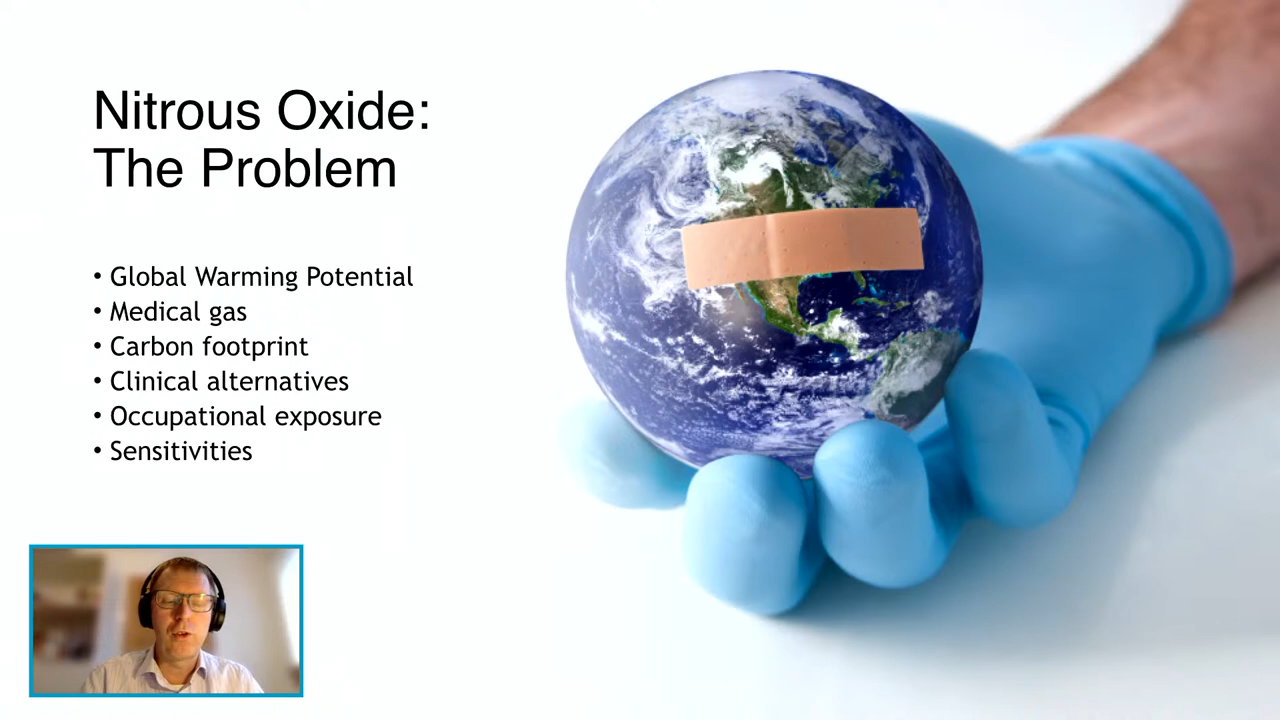 Nitrous Oxide:
The Problem
• Global Warming Potential
• Medical gas
• Carbon footprint
• Clinical alternatives
• Occupational exposure
• Sensitivities